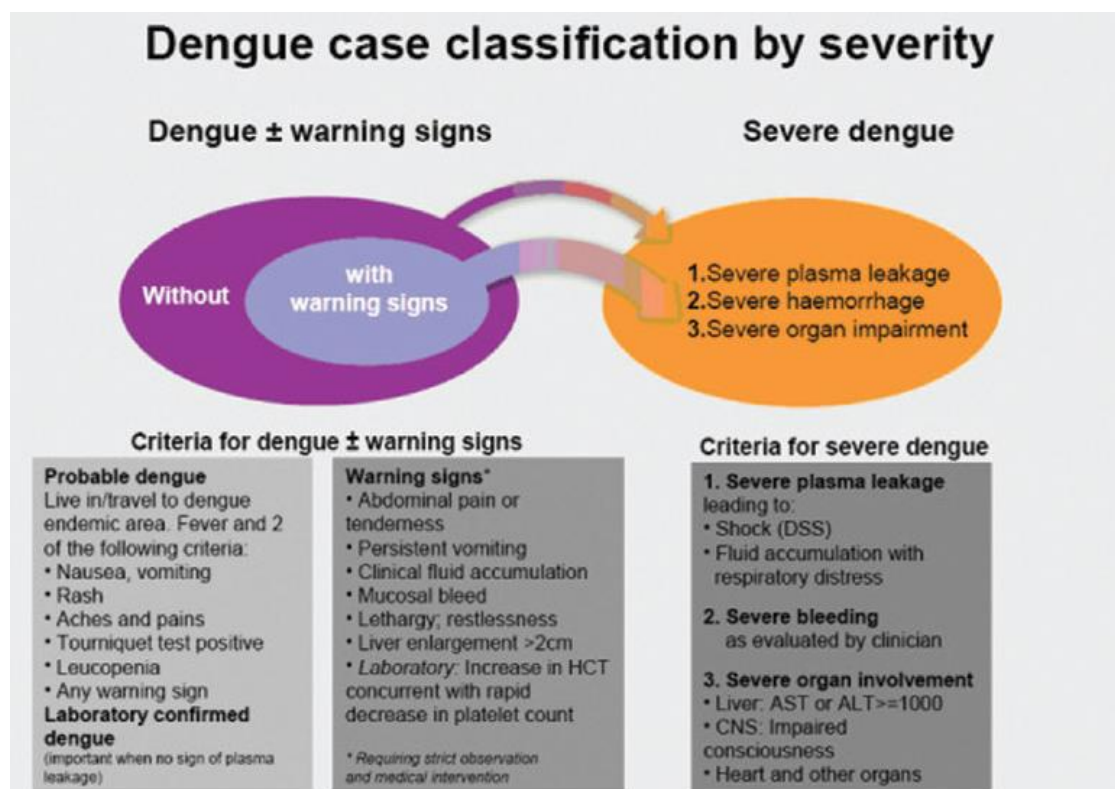 Dengue case classification by severity
Dengue ± warning signs
Severe dengue
Without
with
warning signs
1.Severe plasma leakage
2.Severe haemorrhage
3.Severe organ impairment
Criteria for dengue ± warning signs
Probable dengue
Live in/travel to dengue
endemic area. Fever and 2
of the following criteria:
• Nausea, vomiting
• Rash
• Aches and pains
• Tourniquet test positive
• Leucopenia
• Any warning sign
Laboratory confirmed
dengue
(important when no sign of plasma
leakage)
Warning signs*
• Abdominal pain or
tenderness
• Persistent vomiting
• Clinical fluid accumulation
• Mucosal bleed
• Lethargy; restlessness
• Liver enlargement >2cm
• Laboratory: Increase in HCT
concurrent with rapid
decrease in platelet count
* Requiring strict observation
and medical intervention
Criteria for severe dengue
1. Severe plasma leakage
leading to:
• Shock (DSS)
• Fluid accumulation with
respiratory distress
2. Severe bleeding
as evaluated by clinician
3. Severe organ involvement
• Liver: AST or ALT>=1000
• CNS: Impaired
consciousness
• Heart and other organs